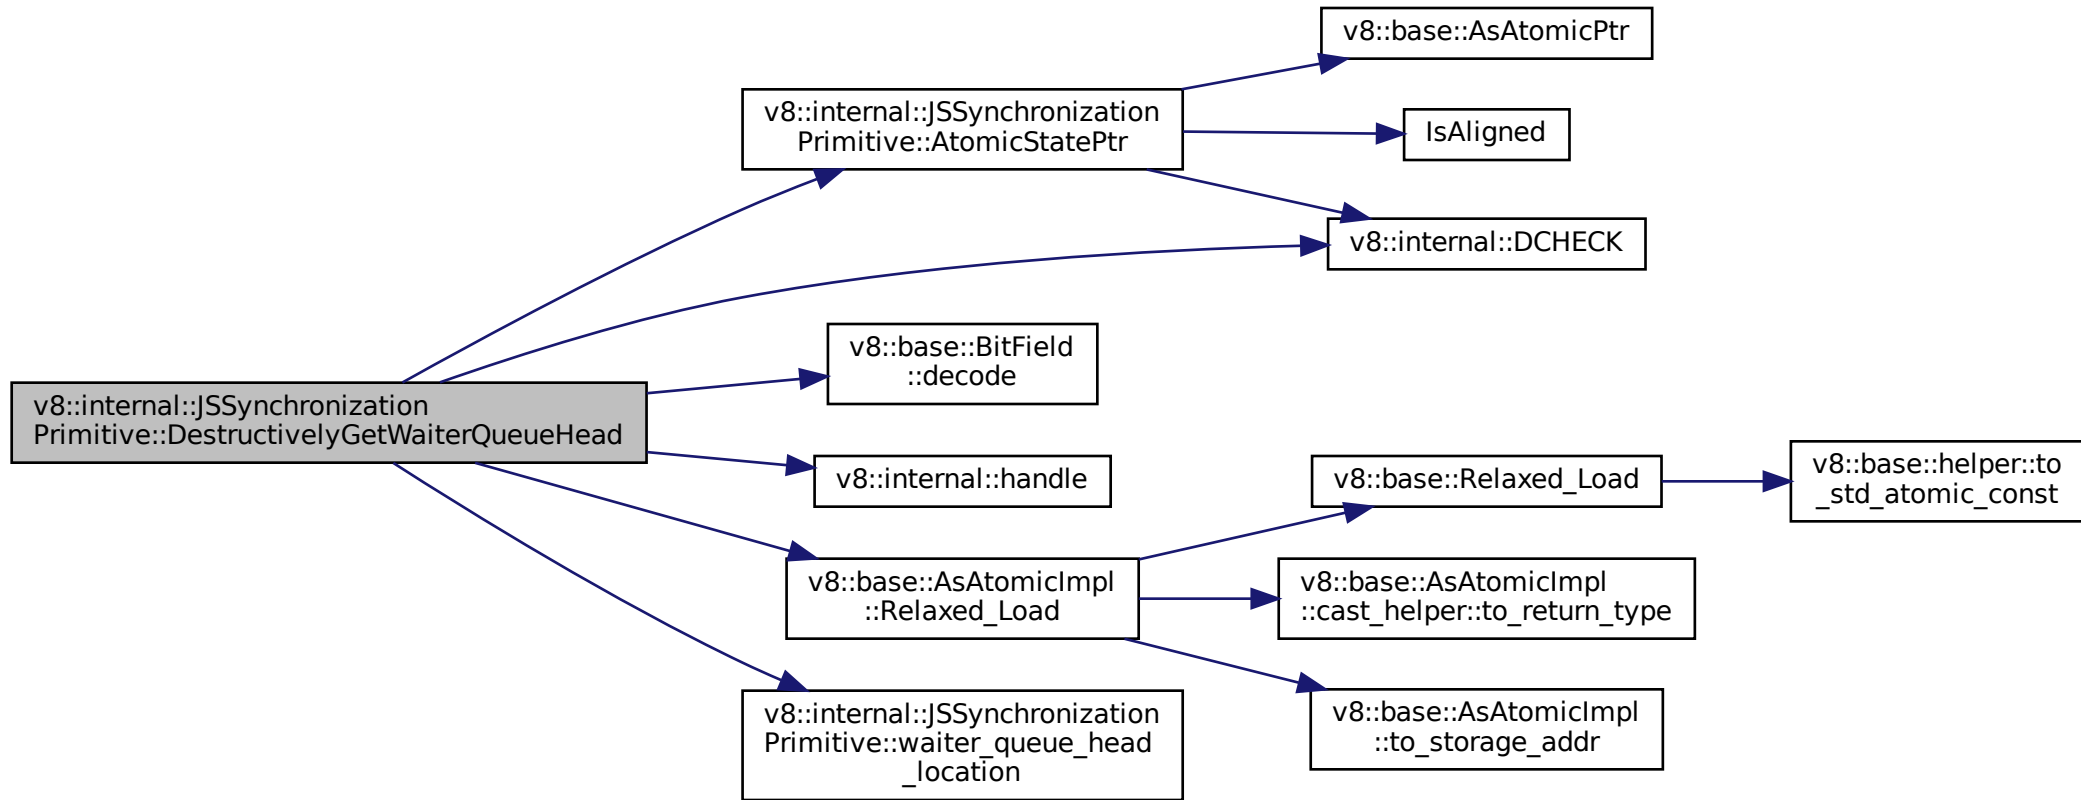 v8::base::AsAtomicPtr
v8::internal::JSSynchronization
Primitive::AtomicStatePtr
IsAligned
v8::internal::DCHECK
v8::base::BitField
::decode
v8::internal::JSSynchronization
Primitive::DestructivelyGetWaiterQueueHead
v8::internal::handle
v8::base::Relaxed_Load
v8::base::helper::to
_std_atomic_const
v8::base::AsAtomicImpl
::Relaxed_Load
v8::base::AsAtomicImpl
::cast_helper::to_return_type
v8::base::AsAtomicImpl
::to_storage_addr
v8::internal::JSSynchronization
Primitive::waiter_queue_head
_location